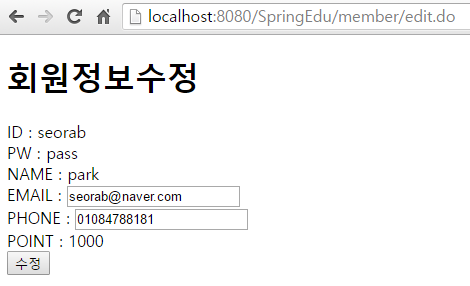 localhost:8080/SpringEdu/member/edit.do
회원정보수정
ID : seorab
PW : pass
NAME : park
EMAIL : seorab@naver.com
PHONE : 01084788181
POINT : 1000
수정